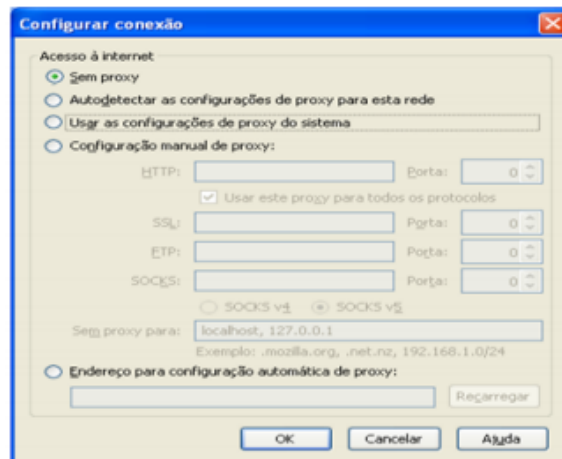 Configurar conexão
Acesso à internet
Sem proxy
Autodetectar as configurações de proxy para esta rede
Usar as configurações de proxy do sistema
Configuração manual de proxy:
HTTP: Porta: 0
Usar este proxy para todos os protocolos
SSL: Porta: 0
FTP: Porta: 0
SOCKS: Porta: 0
SOCKS v4 SOCKS v5
Sem proxy para: localhost, 127.0.0.1
Exemplo: .mozilla.org, .net.nz, 192.168.1.0/24
Endereço para configuração automática de proxy:
Recarregar
OK Cancelar Ajuda